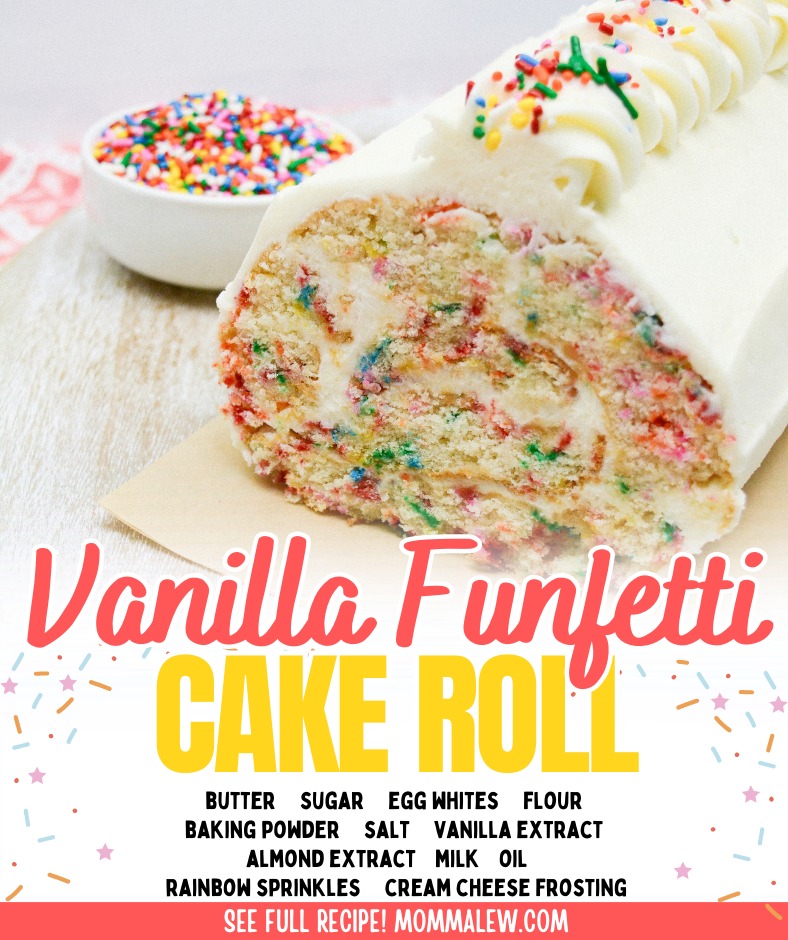 Vanilla Funfetti
CAKE ROLL
BUTTER SUGAR EGG WHITES FLOUR
BAKING POWDER SALT VANILLA EXTRACT
ALMOND EXTRACT MILK OIL
RAINBOW SPRINKLES CREAM CHEESE FROSTING
SEE FULL RECIPE! MOMMALEW.COM